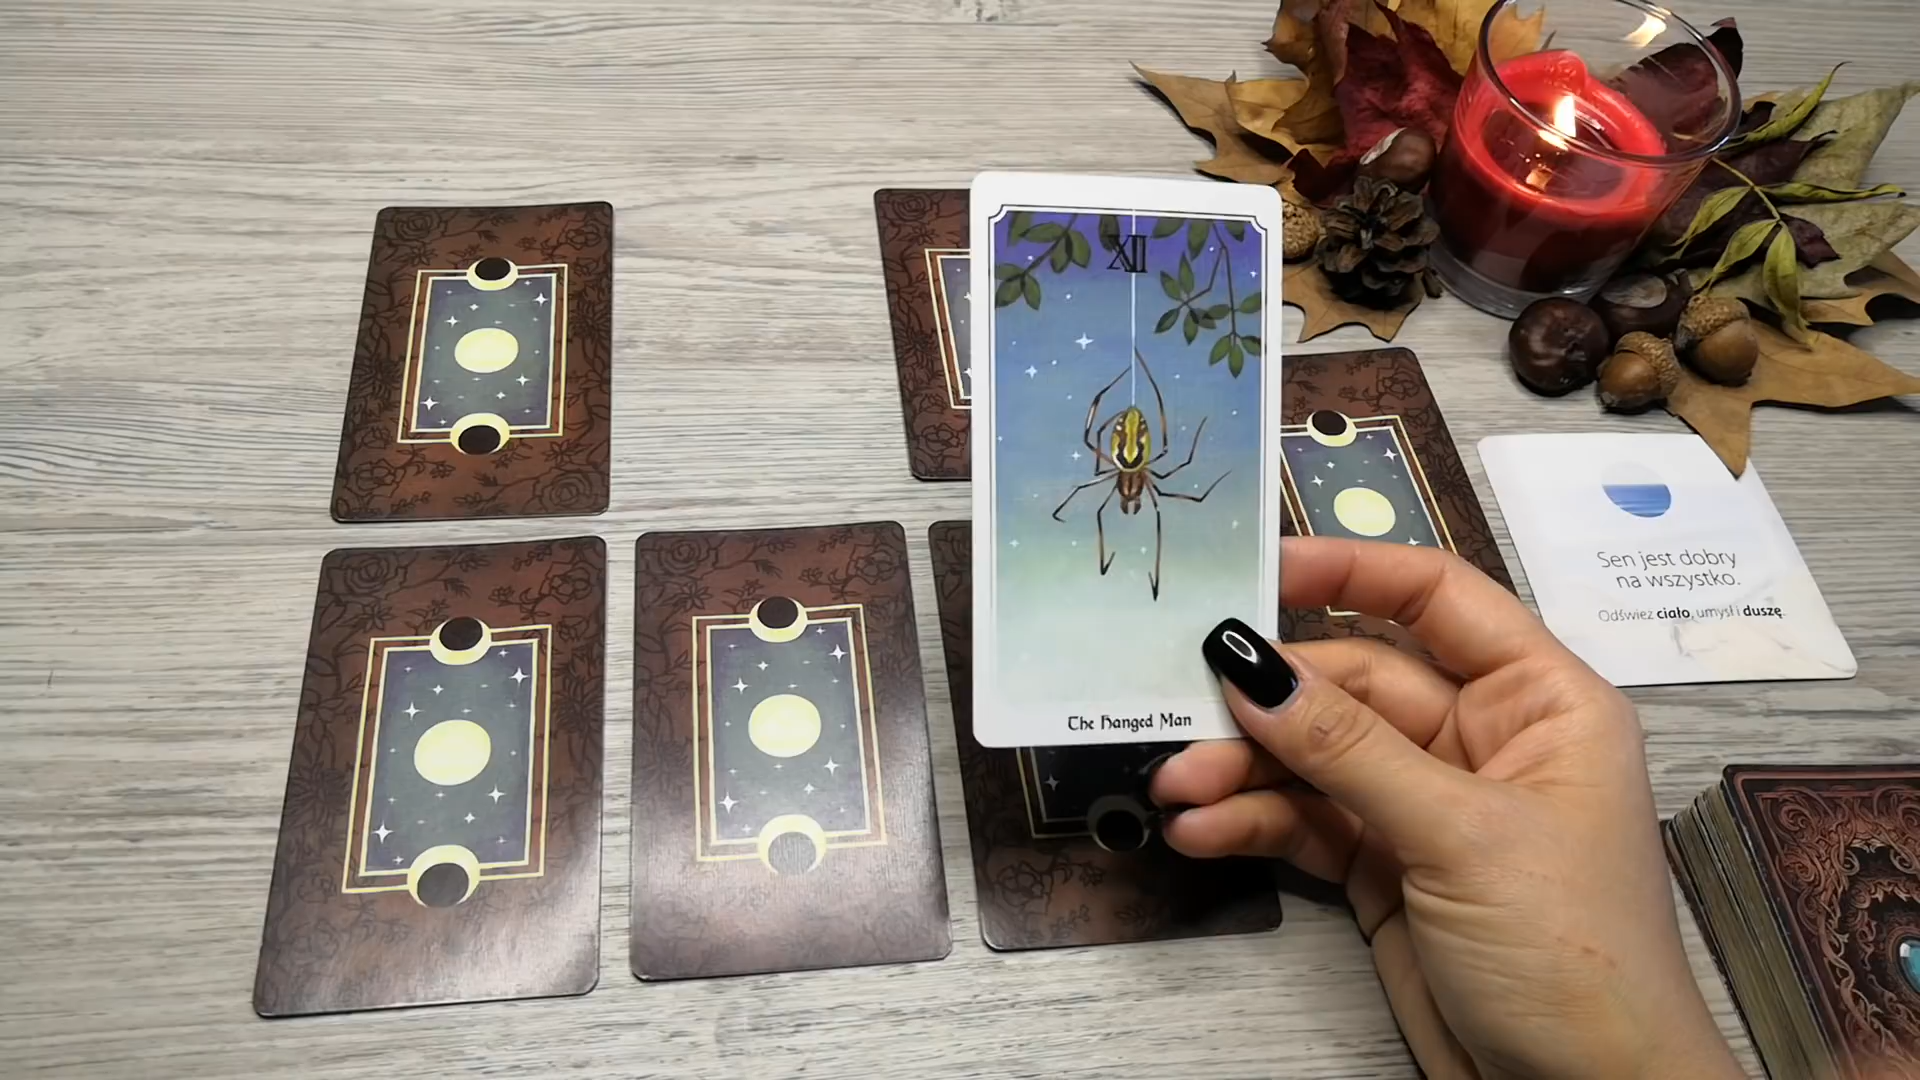 XII
The Hanged Man
Sen jest dobry
na wszystko.
Odśwież ciało, umysł i duszę.